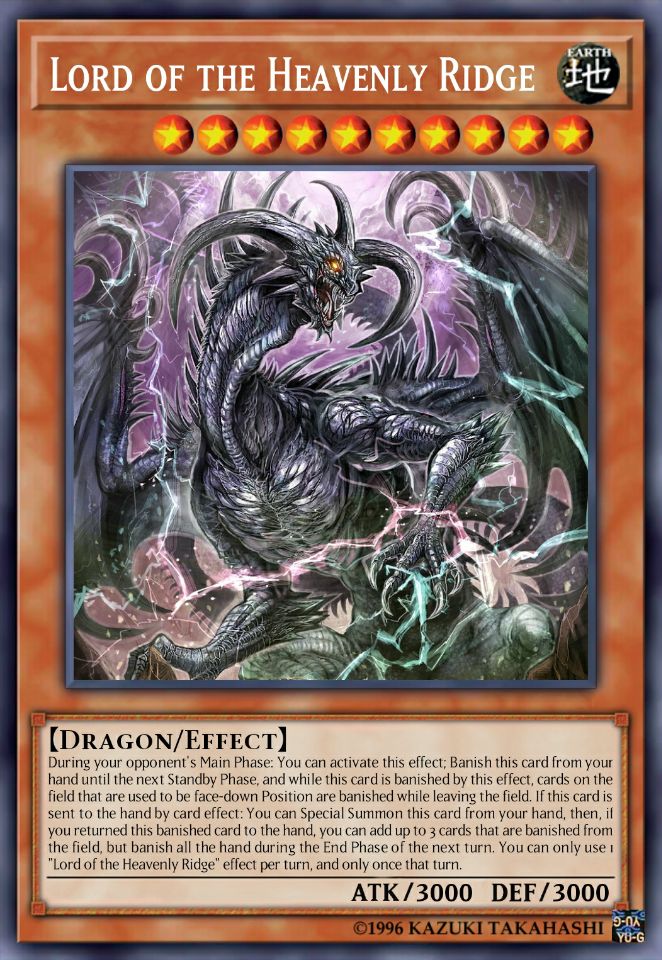 Lord of the Heavenly Ridge
EARTH
地
【Dragon/Effect】
During your opponent's Main Phase: You can activate this effect; Banish this card from your
hand until the next Standby Phase, and while this card is banished by this effect, cards on the
field that are used to be face-down Position are banished while leaving the field. If this card is
sent to the hand by card effect: You can Special Summon this card from your hand, then, if
you returned this banished card to the hand, you can add up to 3 cards that are banished from
the field, but banish all the hand during the End Phase of the next turn. You can only use 1
"Lord of the Heavenly Ridge" effect per turn, and only once that turn.
ATK/3000 DEF/3000
©1996 KAZUKI TAKAHASHI
YU-G
YU-G